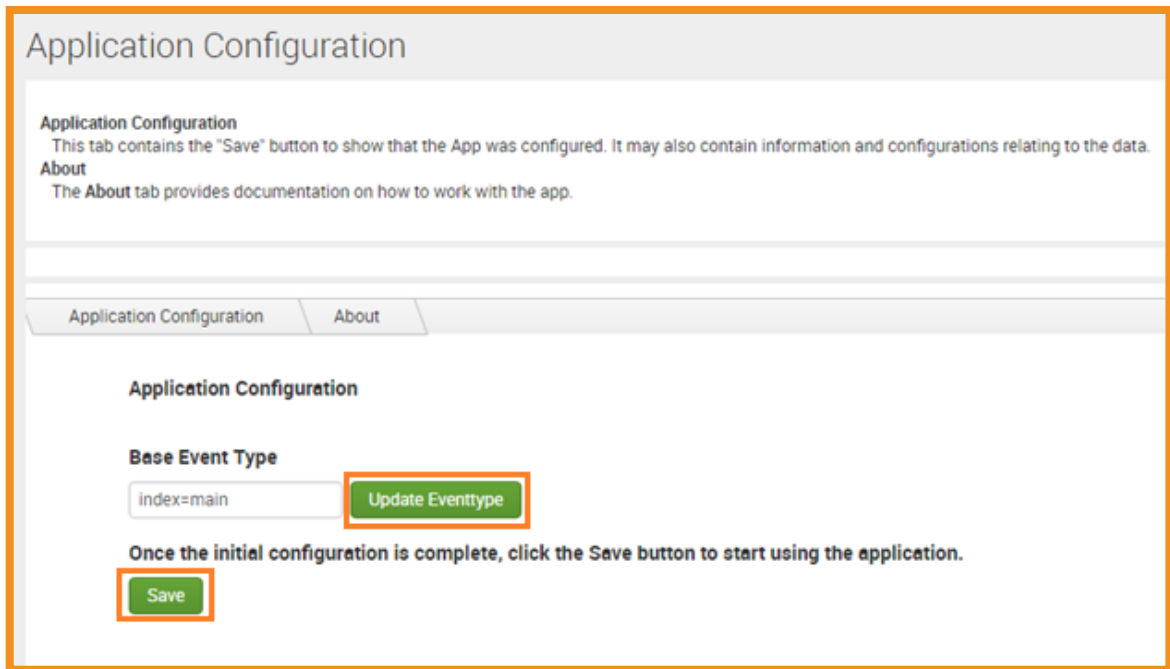 Application Configuration
Application Configuration
This tab contains the "Save" button to show that the App was configured. It may also contain information and configurations relating to the data.
About
The About tab provides documentation on how to work with the app.
Application Configuration
About
Application Configuration
Base Event Type
index=main
Update Eventtype
Once the initial configuration is complete, click the Save button to start using the application.
Save